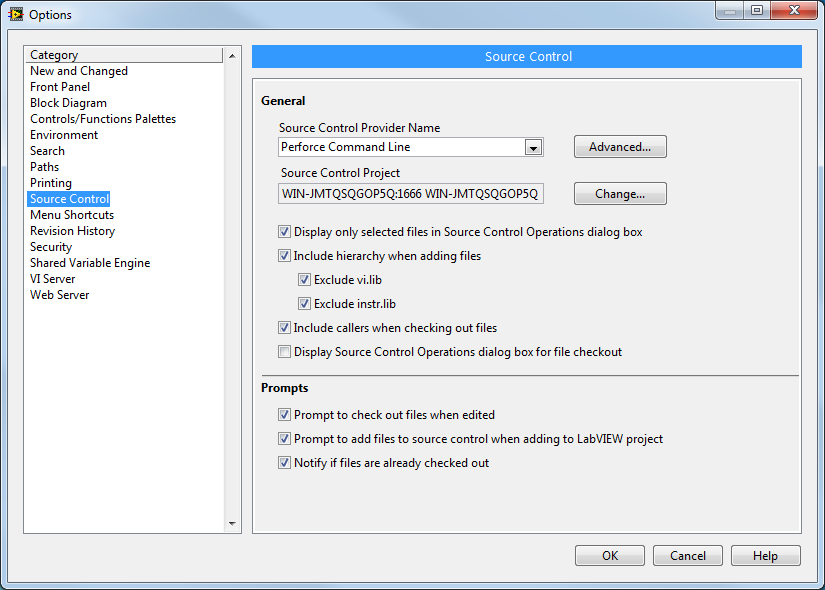 Options
Category
New and Changed
Front Panel
Block Diagram
Controls/Functions Palettes
Environment
Search
Paths
Printing
Source Control
Menu Shortcuts
Revision History
Security
Shared Variable Engine
VI Server
Web Server
Source Control
General
Source Control Provider Name
Perforce Command Line
Advanced...
Source Control Project
WIN-JMTQSQGOP5Q:1666 WIN-JMTQSQGOP5Q
Change...
Display only selected files in Source Control Operations dialog box
Include hierarchy when adding files
Exclude vi.lib
Exclude instr.lib
Include callers when checking out files
Display Source Control Operations dialog box for file checkout
Prompts
Prompt to check out files when edited
Prompt to add files to source control when adding to LabVIEW project
Notify if files are already checked out
OK Cancel Help